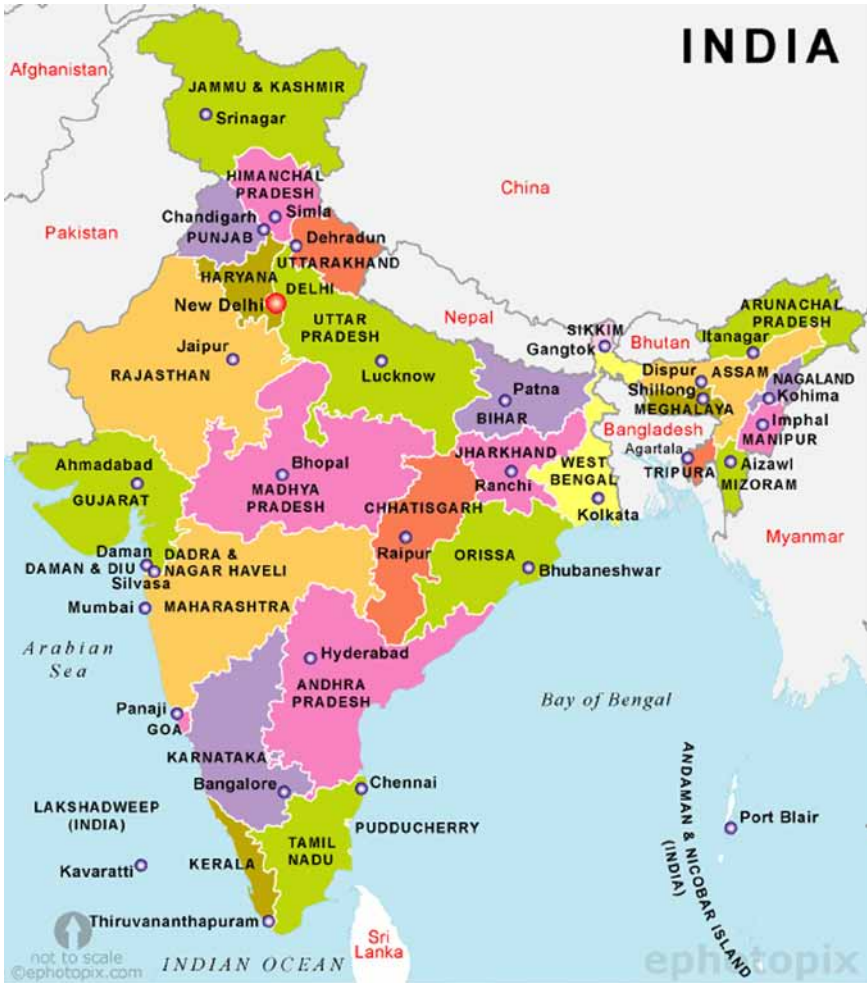 INDIA
Afghanistan
JAMMU & KASHMIR
Srinagar
HIMANCHAL
PRADESH
China
Chandigarh
Simla
Pakistan
PUNJAB
Dehradun
UTTARAKHAND
HARYANA
DELHI
New Delhi
UTTAR
PRADESH
Nepal
SIKKIM
Gangtok
Bhutan
ARUNACHAL
PRADESH
Itanagar
Jaipur
RAJASTHAN
Lucknow
Dispur
ASSAM
Shillong
MEGHALAYA
NAGALAND
Kohima
Patna
BIHAR
Imphal
MANIPUR
Bangladesh
Agartala
TRIPURA
Aizawl
MIZORAM
Ahmadabad
GUJARAT
Bhopal
MADHYA
PRADESH
JHARKHAND
Ranchi
WEST
BENGAL
Kolkata
CHHATISGARH
Raipur
ORISSA
Bhubaneshwar
Myanmar
Daman
DAMAN & DIU
Silvasa
DADRA &
NAGAR HAVELI
Mumbai
MAHARASHTRA
Arabian
Sea
Hyderabad
ANDHRA
PRADESH
Bay of Bengal
Panaji
GOA
KARNATAKA
Bangalore
Chennai
LAKSHADWEEP
(INDIA)
PUDDUCHERRY
Kavaratti
KERALA
TAMIL
NADU
Port Blair
ANDAMAN & NICOBAR ISLAND
(INDIA)
Thiruvananthapuram
Sri
Lanka
INDIAN OCEAN
not to scale
©ephotopix.com
ephotopix